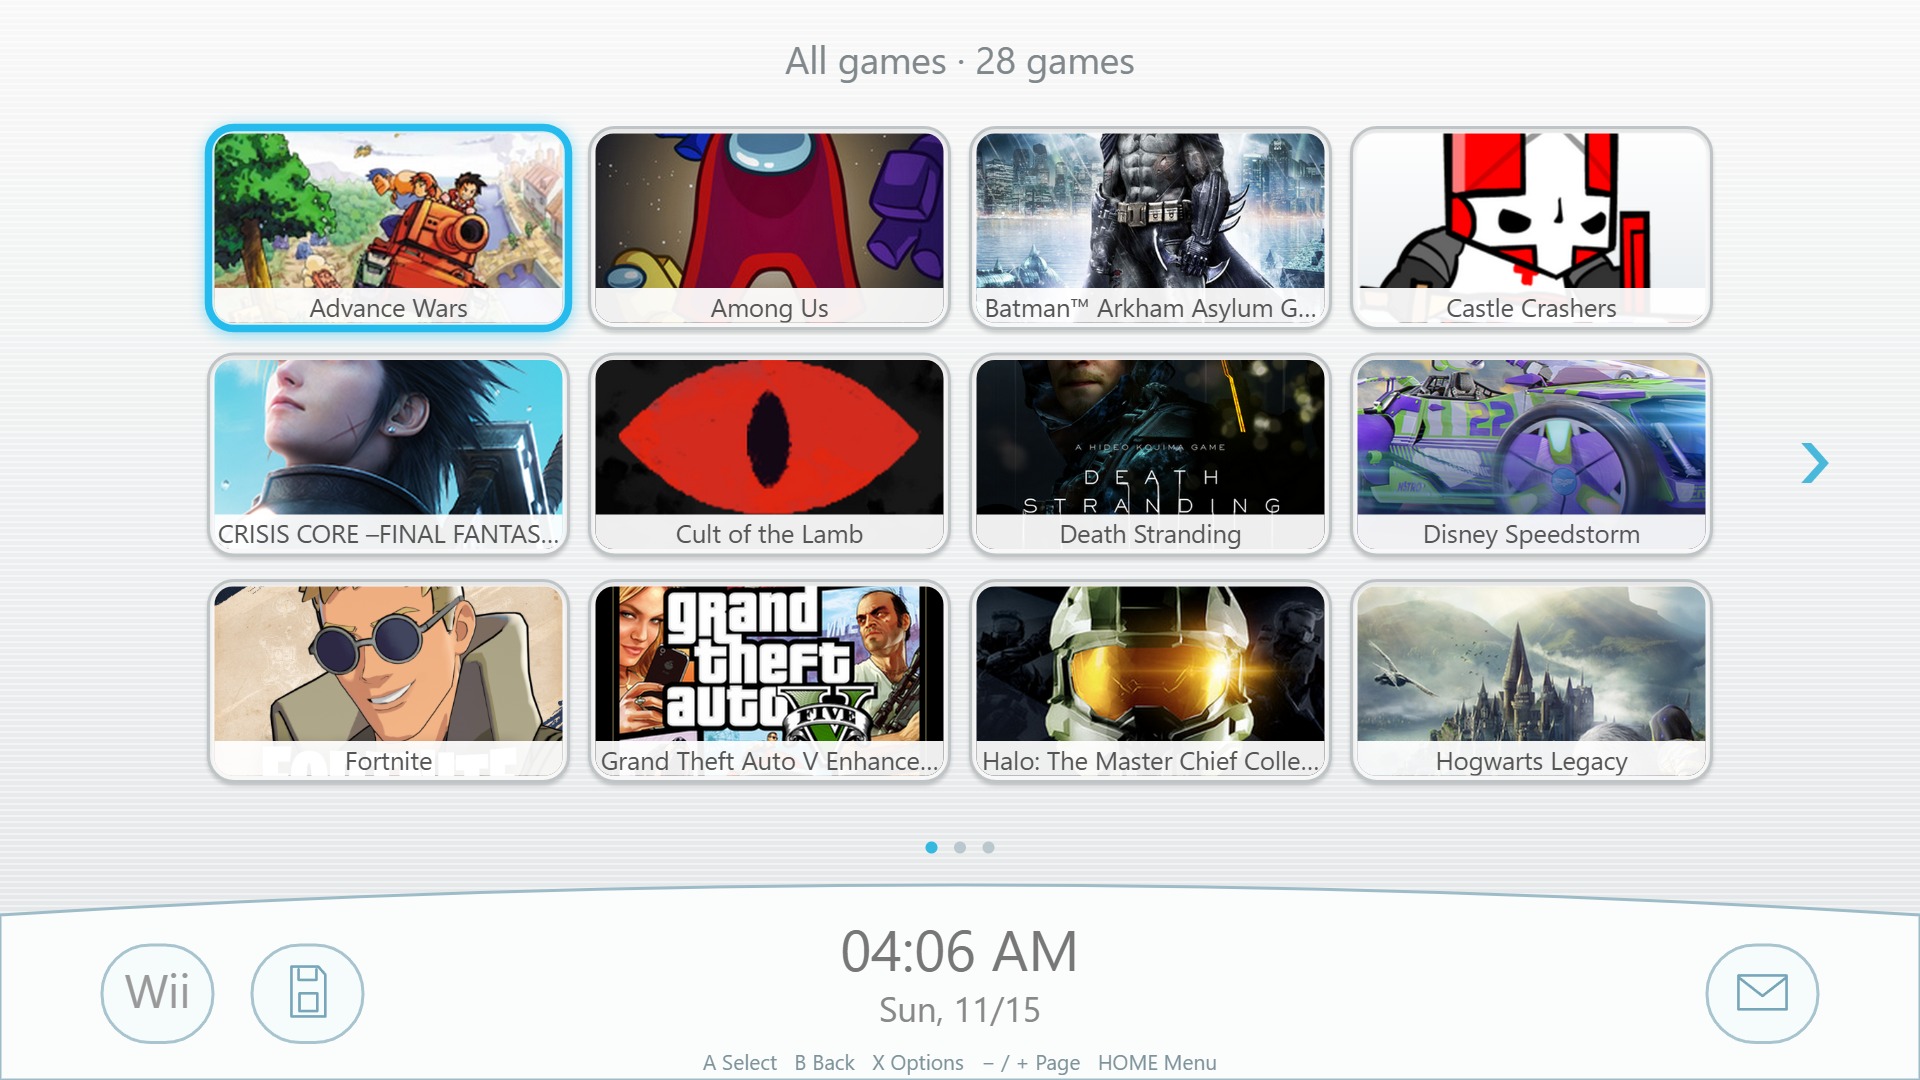 All games · 28 games
Advance Wars
Among Us
Batman™ Arkham Asylum G...
Castle Crashers
A HIDEO KOJIMA GAME
DEATH
STRANDING
22
CRISIS CORE –FINAL FANTAS...
Cult of the Lamb
Death Stranding
Disney Speedstorm
grand
theft
auto
V
FIVE
FORTNITE
Fortnite
Grand Theft Auto V Enhance...
Halo: The Master Chief Colle...
Hogwarts Legacy
04:06 AM
Wii
Sun, 11/15
A Select B Back X Options − / + Page HOME Menu